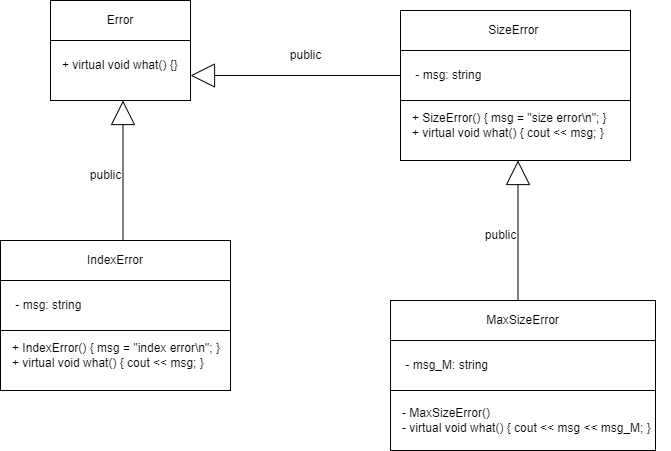 Error
+ virtual void what() {}
public
SizeError
- msg: string
+ SizeError() { msg = "size error\n"; }
+ virtual void what() { cout << msg; }
public
IndexError
- msg: string
+ IndexError() { msg = "index error\n"; }
+ virtual void what() { cout << msg; }
public
MaxSizeError
- msg_M: string
- MaxSizeError()
- virtual void what() { cout << msg << msg_M; }